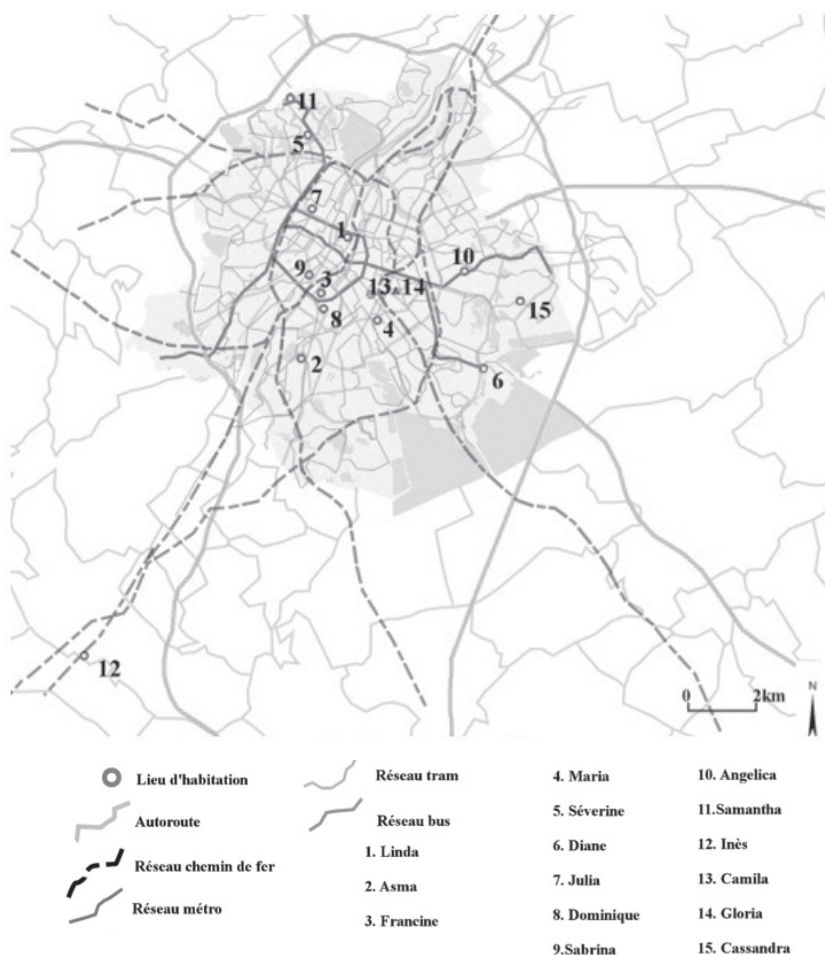 11
5
7
1
10
9
3
13
14
15
8
4
2
6
12
0 2km
N
Lieu d'habitation
Autoroute
Réseau chemin de fer
Réseau métro
Réseau tram
Réseau bus
1. Linda
2. Asma
3. Francine
4. Maria
5. Séverine
6. Diane
7. Julia
8. Dominique
9.Sabrina
10. Angelica
11.Samantha
12. Inès
13. Camila
14. Gloria
15. Cassandra